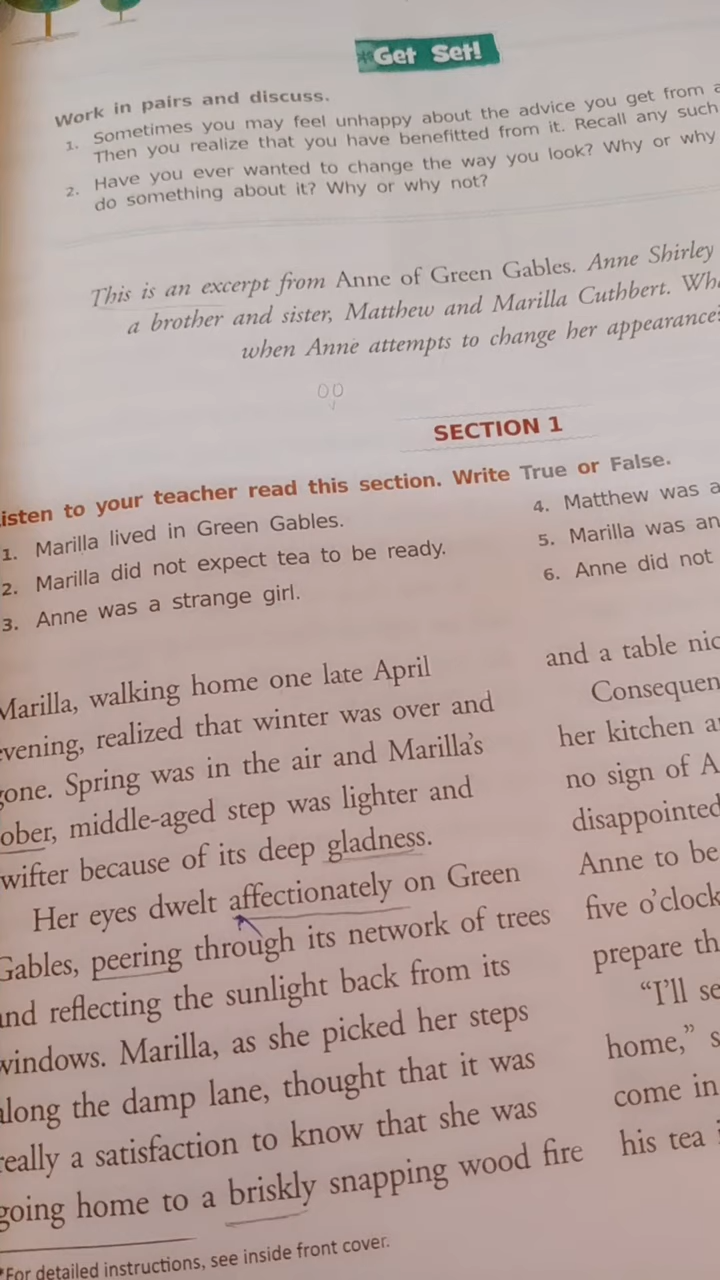 *Get Set!
Work in pairs and discuss.
1. Sometimes you may feel unhappy about the advice you get from a
Then you realize that you have benefitted from it. Recall any such
2. Have you ever wanted to change the way you look? Why or why
do something about it? Why or why not?
This is an excerpt from Anne of Green Gables. Anne Shirley
a brother and sister, Matthew and Marilla Cuthbert. Wha
when Anne attempts to change her appearance?
SECTION 1
isten to your teacher read this section. Write True or False.
1. Marilla lived in Green Gables.
2. Marilla did not expect tea to be ready.
3. Anne was a strange girl.
4. Matthew was a
5. Marilla was an
6. Anne did not
Marilla, walking home one late April
evening, realized that winter was over and
gone. Spring was in the air and Marilla's
ober, middle-aged step was lighter and
wifter because of its deep gladness.
Her eyes dwelt affectionately on Green
Gables, peering through its network of trees
and reflecting the sunlight back from its
windows. Marilla, as she picked her steps
along the damp lane, thought that it was
really a satisfaction to know that she was
going home to a briskly snapping wood fire
and a table nic
Consequen
her kitchen a
no sign of A
disappointed
Anne to be
five o'clock
prepare th
“I'll se
home,” s
come in
his tea i
*For detailed instructions, see inside front cover.